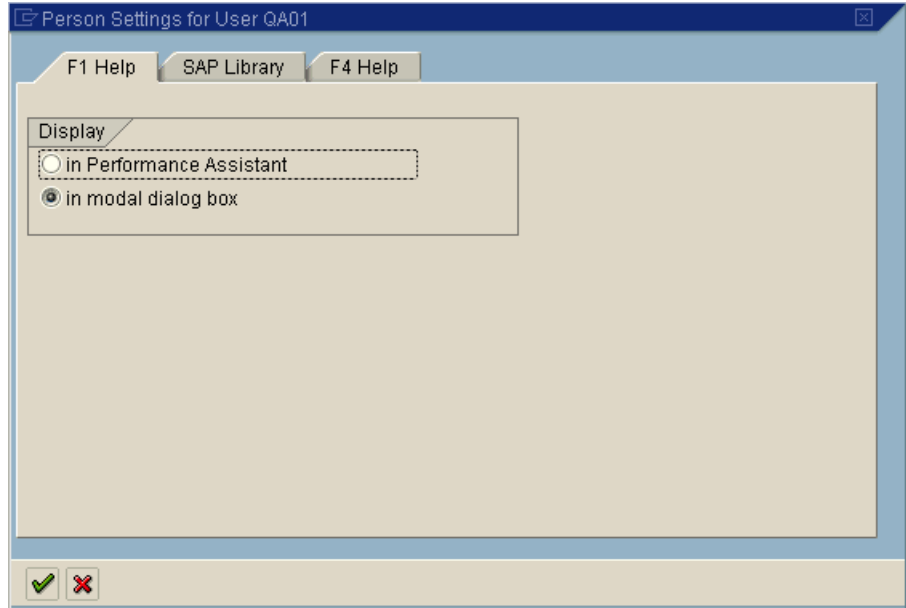 Person Settings for User QA01
F1 Help SAP Library F4 Help
Display
in Performance Assistant
in modal dialog box